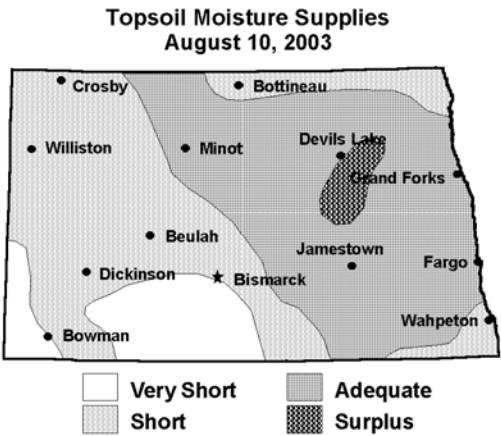 Topsoil Moisture Supplies
August 10, 2003
Crosby
Bottineau
Williston
Minot
Devils Lake
Grand Forks
Beulah
Jamestown
Fargo
Dickinson
Bismarck
Wahpeton
Bowman
Very Short
Adequate
Short
Surplus